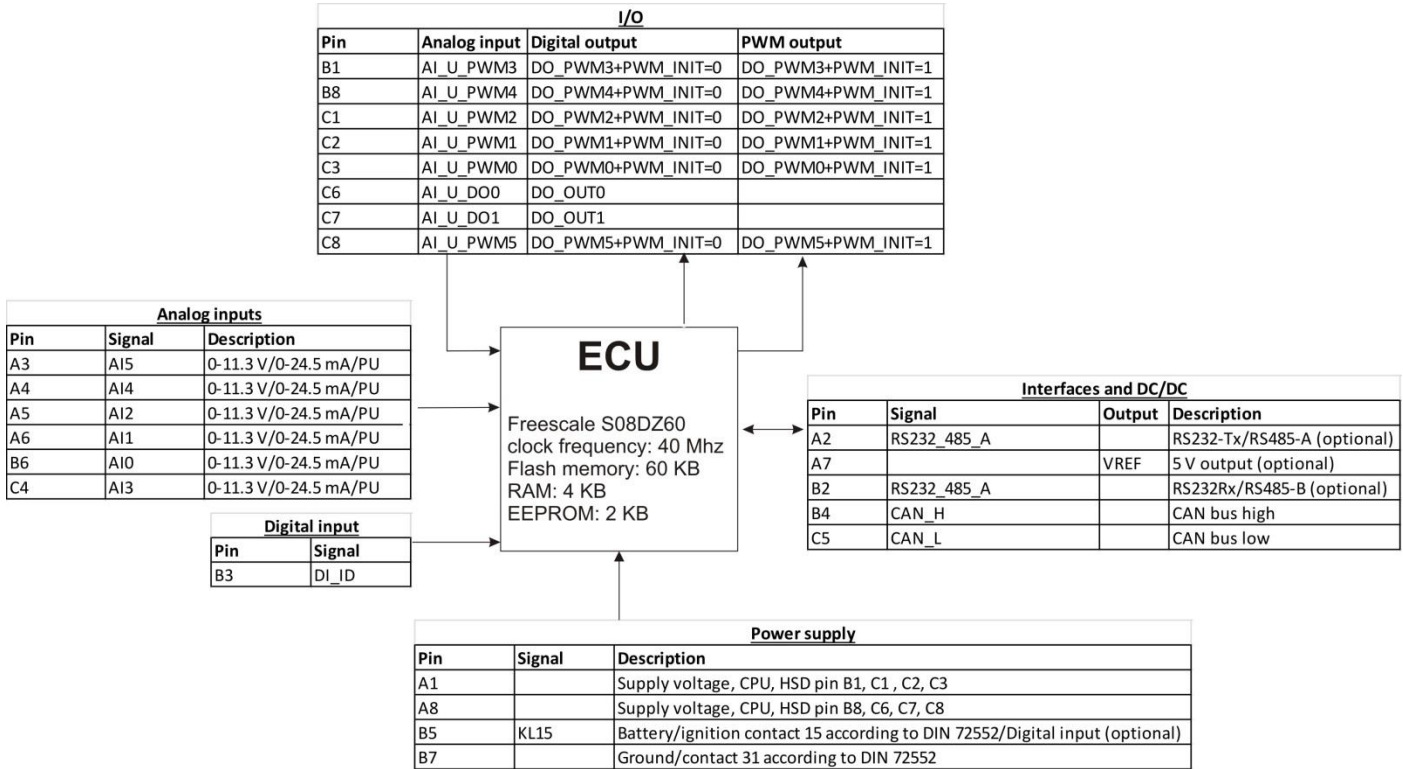 I/O
Pin Analog input Digital output PWM output
B1 AI_U_PWM3 DO_PWM3+PWM_INIT=0 DO_PWM3+PWM_INIT=1
B8 AI_U_PWM4 DO_PWM4+PWM_INIT=0 DO_PWM4+PWM_INIT=1
C1 AI_U_PWM2 DO_PWM2+PWM_INIT=0 DO_PWM2+PWM_INIT=1
C2 AI_U_PWM1 DO_PWM1+PWM_INIT=0 DO_PWM1+PWM_INIT=1
C3 AI_U_PWM0 DO_PWM0+PWM_INIT=0 DO_PWM0+PWM_INIT=1
C6 AI_U_DO0 DO_OUT0
C7 AI_U_DO1 DO_OUT1
C8 AI_U_PWM5 DO_PWM5+PWM_INIT=0 DO_PWM5+PWM_INIT=1
Analog inputs
Pin Signal Description
A3 AI5 0-11.3 V/0-24.5 mA/PU
A4 AI4 0-11.3 V/0-24.5 mA/PU
A5 AI2 0-11.3 V/0-24.5 mA/PU
A6 AI1 0-11.3 V/0-24.5 mA/PU
B6 AI0 0-11.3 V/0-24.5 mA/PU
C4 AI3 0-11.3 V/0-24.5 mA/PU
Digital input
Pin Signal
B3 DI_ID
ECU
Freescale S08DZ60
clock frequency: 40 Mhz
Flash memory: 60 KB
RAM: 4 KB
EEPROM: 2 KB
Interfaces and DC/DC
Pin Signal Output Description
A2 RS232_485_A RS232-Tx/RS485-A (optional)
A7 VREF 5 V output (optional)
B2 RS232_485_A RS232Rx/RS485-B (optional)
B4 CAN_H CAN bus high
C5 CAN_L CAN bus low
Power supply
Pin Signal Description
A1 Supply voltage, CPU, HSD pin B1, C1 , C2, C3
A8 Supply voltage, CPU, HSD pin B8, C6, C7, C8
B5 KL15 Battery/ignition contact 15 according to DIN 72552/Digital input (optional)
B7 Ground/contact 31 according to DIN 72552